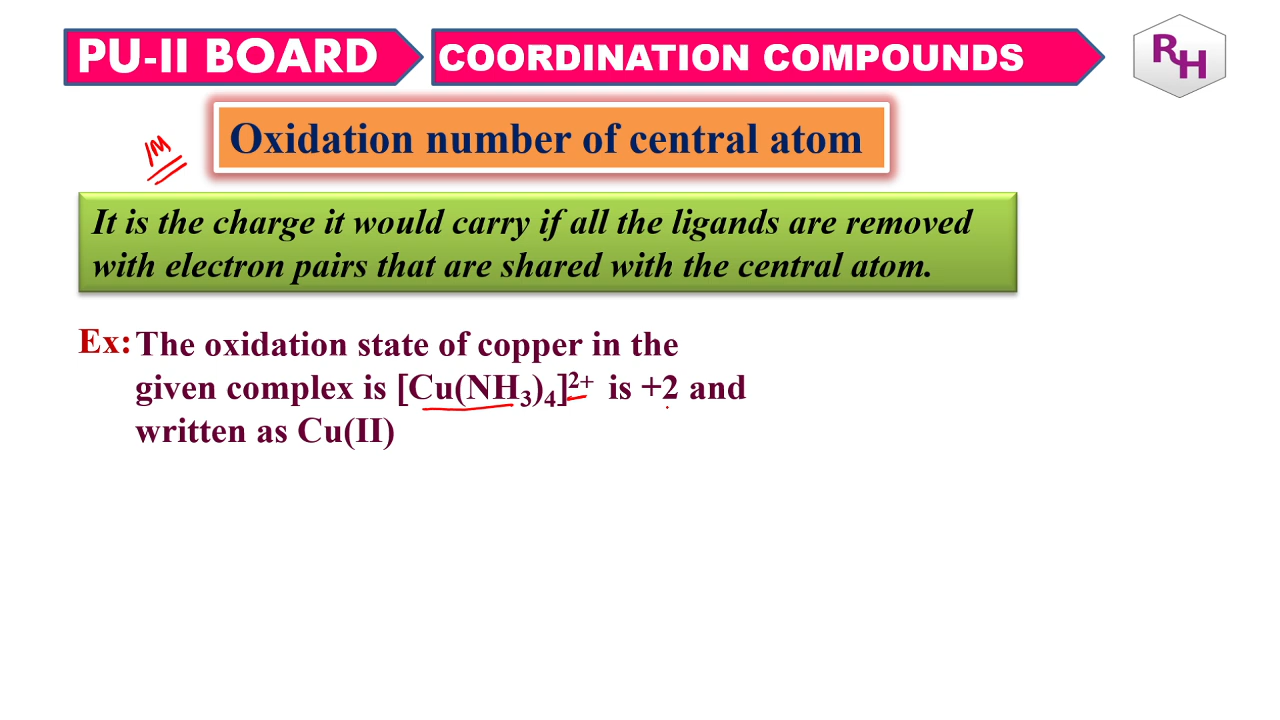 PU-II BOARD
COORDINATION COMPOUNDS
RH
Oxidation number of central atom
1M
It is the charge it would carry if all the ligands are removed
with electron pairs that are shared with the central atom.
Ex: The oxidation state of copper in the
given complex is [Cu(NH₃)₄]²⁺ is +2 and
written as Cu(II)